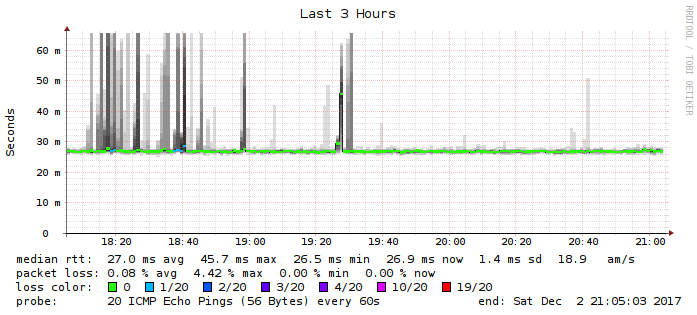 Last 3 Hours
RRDTOOL / TOBI OETIKER
Seconds
60 m
50 m
40 m
30 m
20 m
10 m
0
18:20 18:40 19:00 19:20 19:40 20:00 20:20 20:40 21:00
median rtt: 27.0 ms avg 45.7 ms max 26.5 ms min 26.9 ms now 1.4 ms sd 18.9 am/s
packet loss: 0.08 % avg 4.42 % max 0.00 % min 0.00 % now
loss color: 0 1/20 2/20 3/20 4/20 10/20 19/20
probe: 20 ICMP Echo Pings (56 Bytes) every 60s end: Sat Dec 2 21:05:03 2017